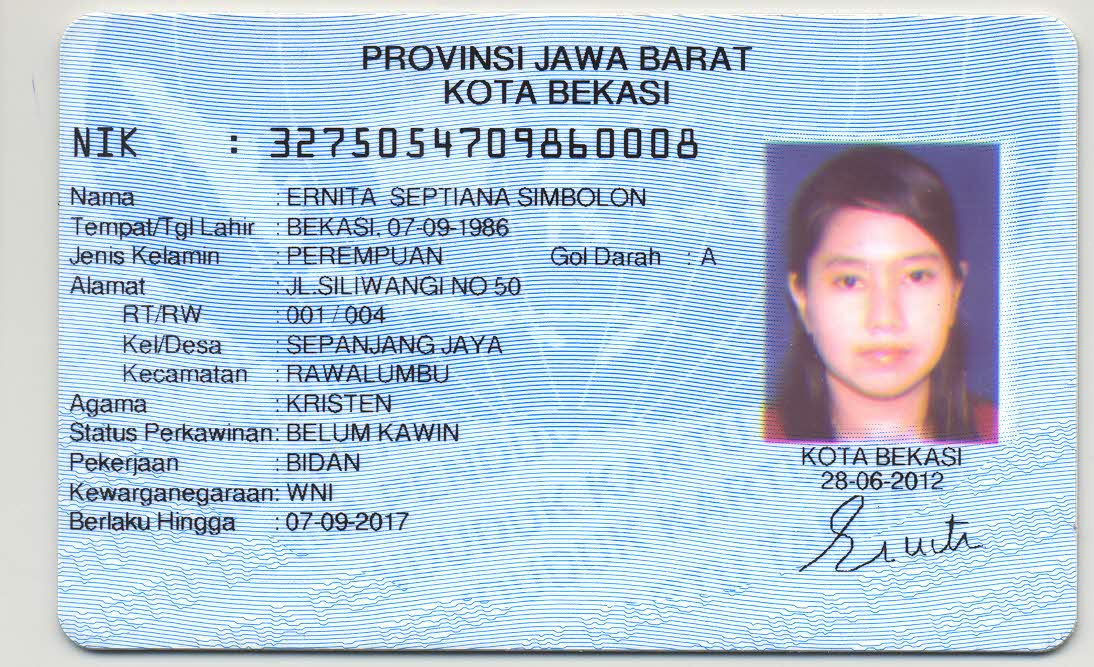 PROVINSI JAWA BARAT
KOTA BEKASI
NIK : 3275054709860008
Nama : ERNITA SEPTIANA SIMBOLON
Tempat/Tgl Lahir : BEKASI, 07-09-1986
Jenis Kelamin : PEREMPUAN Gol Darah : A
Alamat : JL.SILIWANGI NO 50
RT/RW : 001 / 004
Kel/Desa : SEPANJANG JAYA
Kecamatan : RAWALUMBU
Agama : KRISTEN
Status Perkawinan: BELUM KAWIN
Pekerjaan : BIDAN
Kewarganegaraan: WNI
Berlaku Hingga : 07-09-2017
KOTA BEKASI
28-06-2012
Ernita